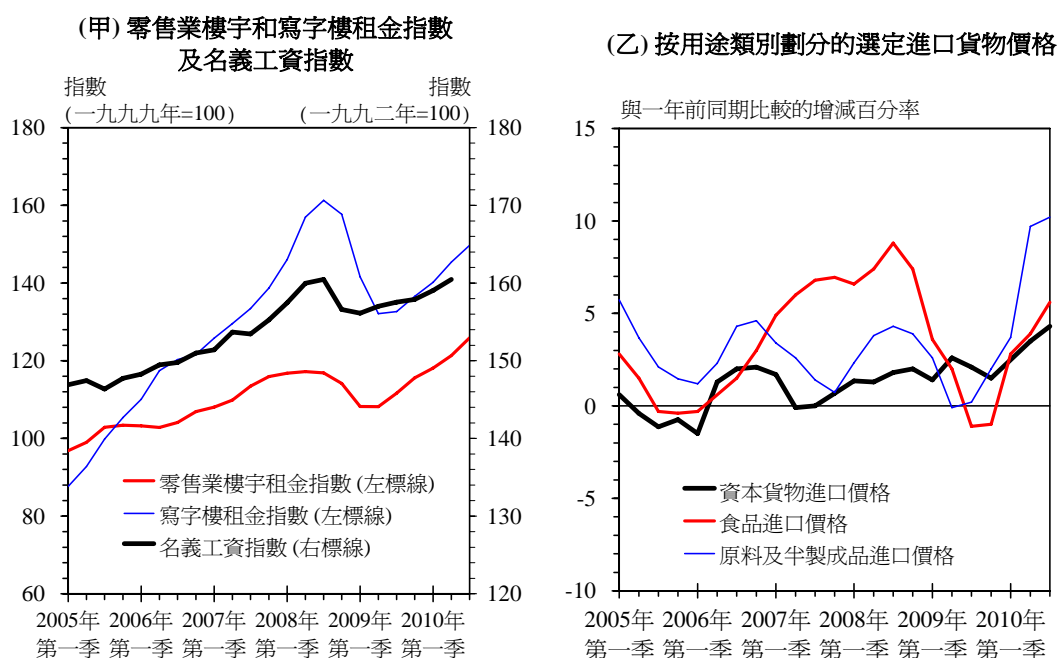 (甲) 零售業樓宇和寫字樓租金指數
及名義工資指數
指數
(一九九九年=100)
指數
(一九九二年=100)
180
160
140
120
100
80
60
180
170
160
150
140
130
120
零售業樓宇租金指數 (左標線)
寫字樓租金指數 (左標線)
名義工資指數 (右標線)
2005年 2006年 2007年 2008年 2009年 2010年
第一季 第一季 第一季 第一季 第一季 第一季
(乙) 按用途類別劃分的選定進口貨物價格
與一年前同期比較的增減百分率
15
10
5
0
-5
-10
資本貨物進口價格
食品進口價格
原料及半製成品進口價格
2005年 2006年 2007年 2008年 2009年 2010年
第一季 第一季 第一季 第一季 第一季 第一季